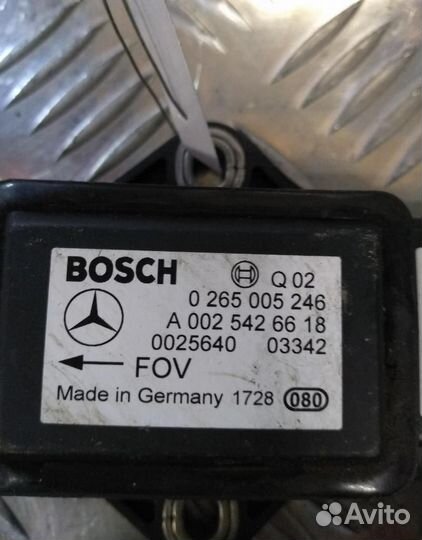 BOSCH Q 02
0 265 005 246
A 002 542 66 18
0025640 03342
FOV
Made in Germany 1728 080
Avito